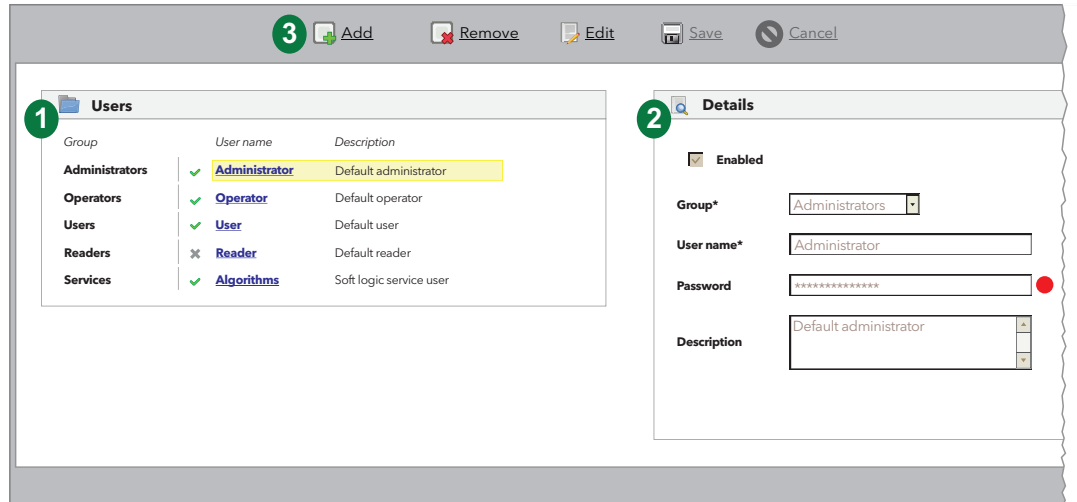 3 Add Remove Edit Save Cancel
1 Users
Group User name Description
Administrators Administrator Default administrator
Operators Operator Default operator
Users User Default user
Readers Reader Default reader
Services Algorithms Soft logic service user
2 Details
Enabled
Group* Administrators
User name* Administrator
Password **************
Description Default administrator